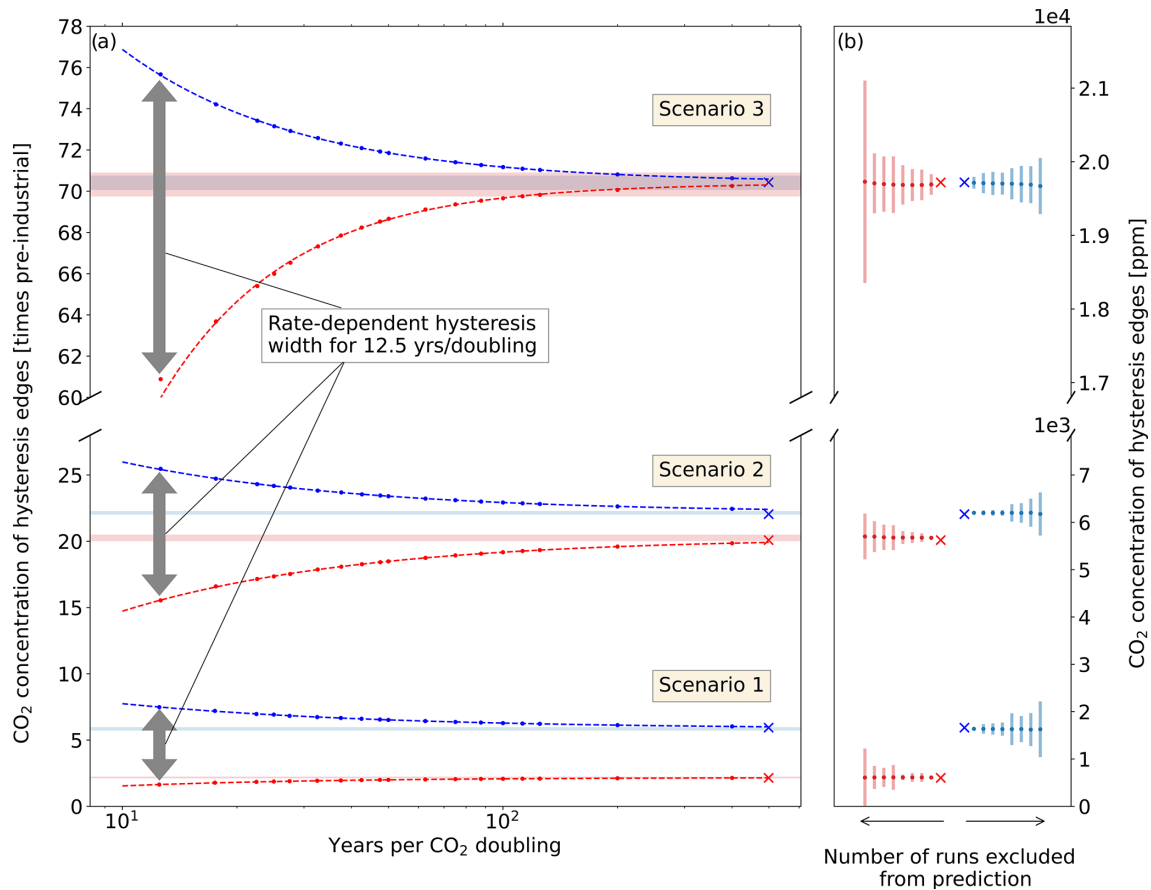 1e4
(a)
(b)
78
76
74
72
70
68
66
64
62
60
Scenario 3
2.1
2.0
1.9
1.8
1.7
Rate-dependent hysteresis
width for 12.5 yrs/doubling
CO₂ concentration of hysteresis edges [times pre-industrial]
CO₂ concentration of hysteresis edges [ppm]
1e3
25
20
15
10
5
0
Scenario 2
Scenario 1
7
6
5
4
3
2
1
0
10¹
10²
Years per CO₂ doubling
Number of runs excluded
from prediction